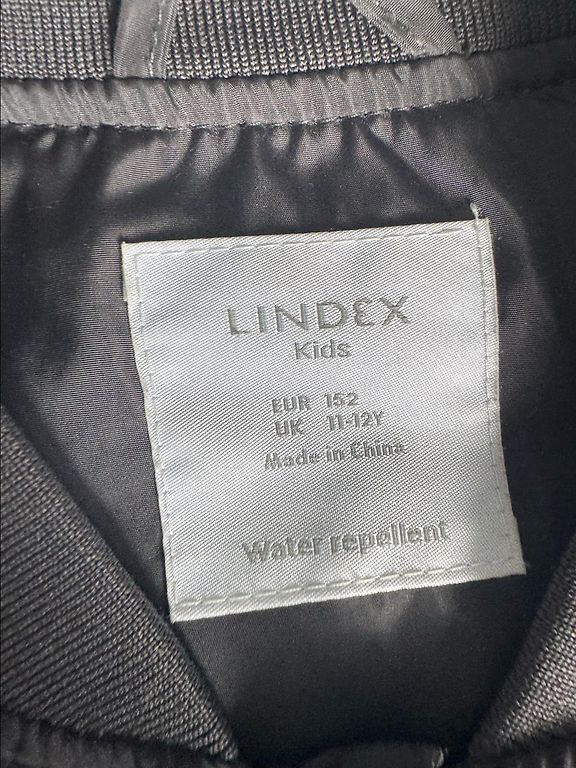 LINDEX
Kids
EUR 152
UK 11-12Y
Made in China
Water repellent